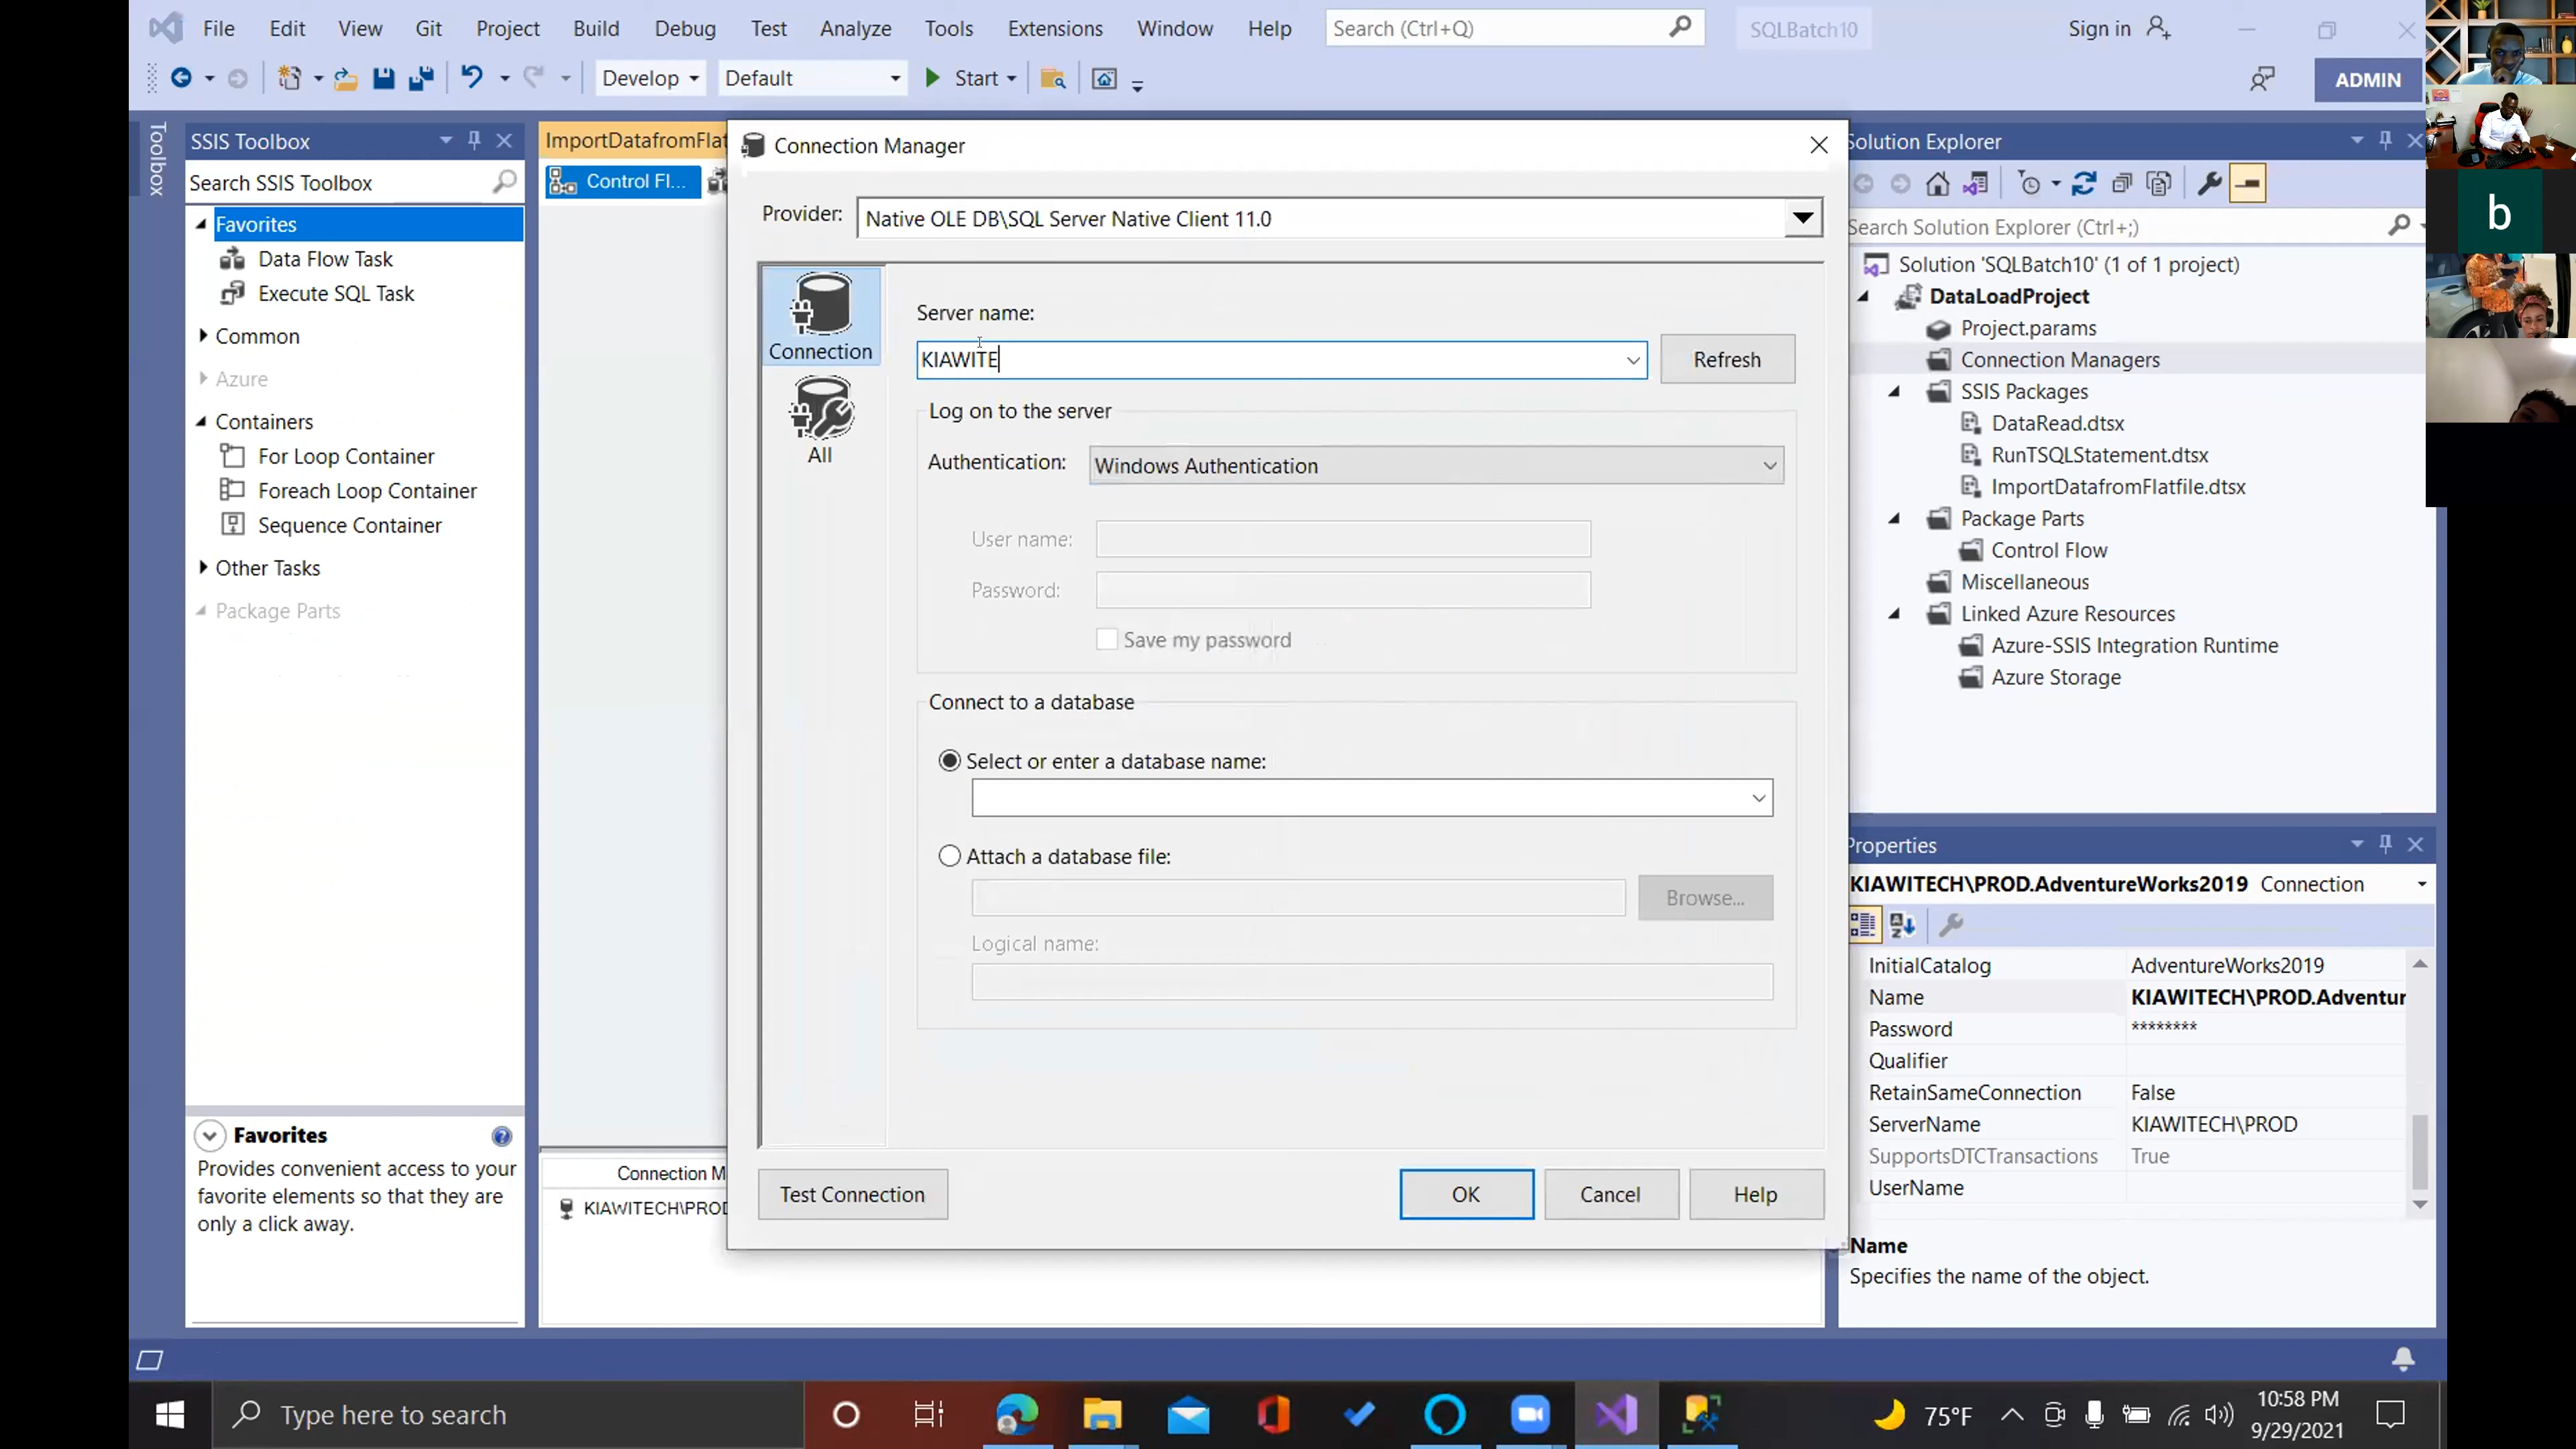 File Edit View Git Project Build Debug Test Analyze Tools Extensions Window Help Search (Ctrl+Q) SQLBatch10 Sign in
Develop Default Start ADMIN
Toolbox
SSIS Toolbox
Search SSIS Toolbox
Favorites
Data Flow Task
Execute SQL Task
Common
Azure
Containers
For Loop Container
Foreach Loop Container
Sequence Container
Other Tasks
Package Parts
Favorites
Provides convenient access to your
favorite elements so that they are
only a click away.
ImportDatafromFlat
Control Fl...
Connection M
KIAWITECH\PROD
Connection Manager
Provider: Native OLE DB\SQL Server Native Client 11.0
Connection
All
Server name:
KIAWITE Refresh
Log on to the server
Authentication: Windows Authentication
User name:
Password:
Save my password
Connect to a database
Select or enter a database name:
Attach a database file:
Browse...
Logical name:
Test Connection OK Cancel Help
Solution Explorer
Search Solution Explorer (Ctrl+;)
Solution 'SQLBatch10' (1 of 1 project)
DataLoadProject
Project.params
Connection Managers
SSIS Packages
DataRead.dtsx
RunTSQLStatement.dtsx
ImportDatafromFlatfile.dtsx
Package Parts
Control Flow
Miscellaneous
Linked Azure Resources
Azure-SSIS Integration Runtime
Azure Storage
Properties
KIAWITECH\PROD.AdventureWorks2019 Connection
InitialCatalog AdventureWorks2019
Name KIAWITECH\PROD.Adventur
Password ********
Qualifier
RetainSameConnection False
ServerName KIAWITECH\PROD
SupportsDTCTransactions True
UserName
Name
Specifies the name of the object.
b
Type here to search
75°F
10:58 PM
9/29/2021